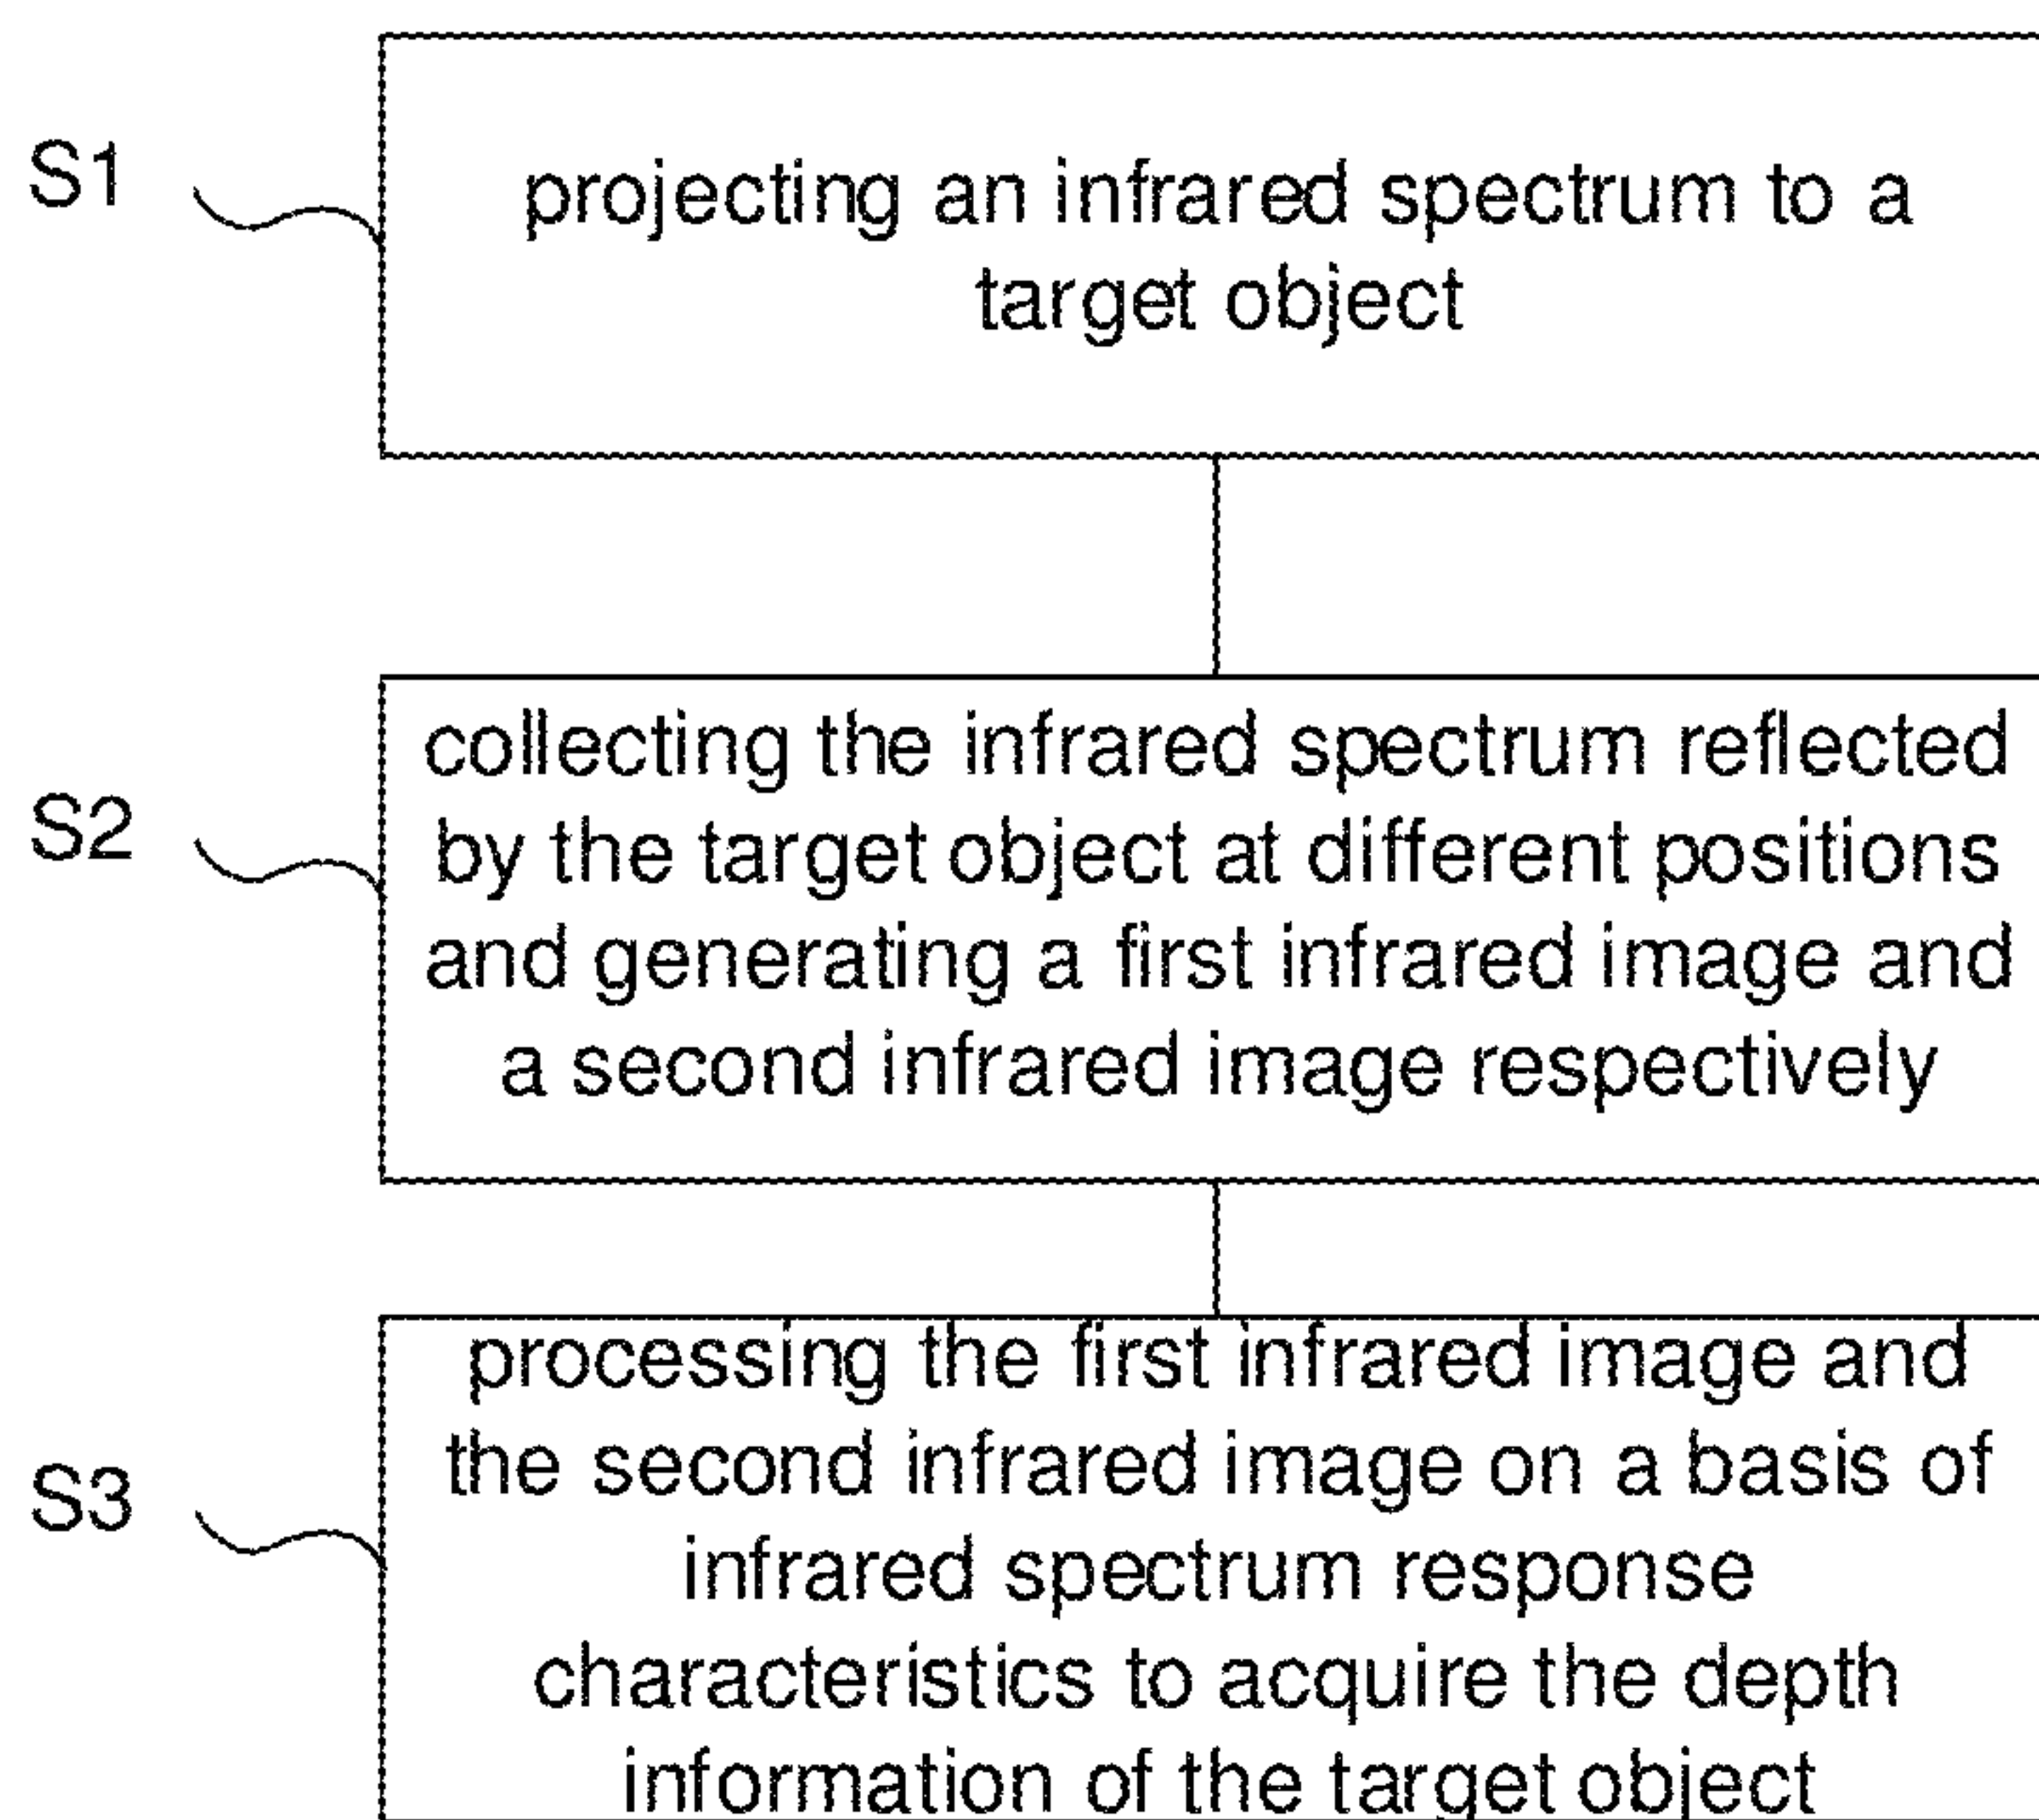 S1
projecting an infrared spectrum to a
target object
S2
collecting the infrared spectrum reflected
by the target object at different positions
and generating a first infrared image and
a second infrared image respectively
S3
processing the first infrared image and
the second infrared image on a basis of
infrared spectrum response
characteristics to acquire the depth
information of the target object